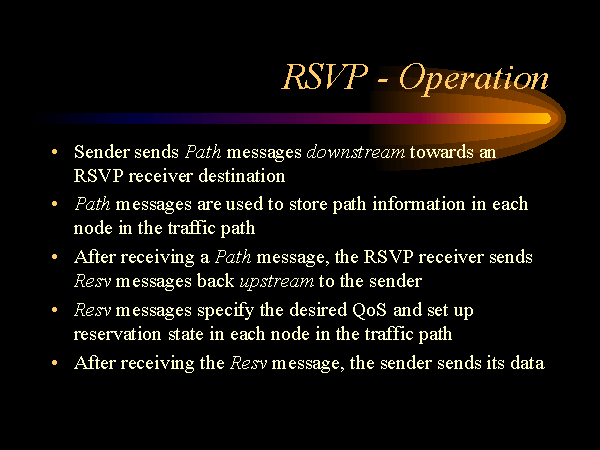 RSVP - Operation
• Sender sends Path messages downstream towards an
RSVP receiver destination
• Path messages are used to store path information in each
node in the traffic path
• After receiving a Path message, the RSVP receiver sends
Resv messages back upstream to the sender
• Resv messages specify the desired QoS and set up
reservation state in each node in the traffic path
• After receiving the Resv message, the sender sends its data